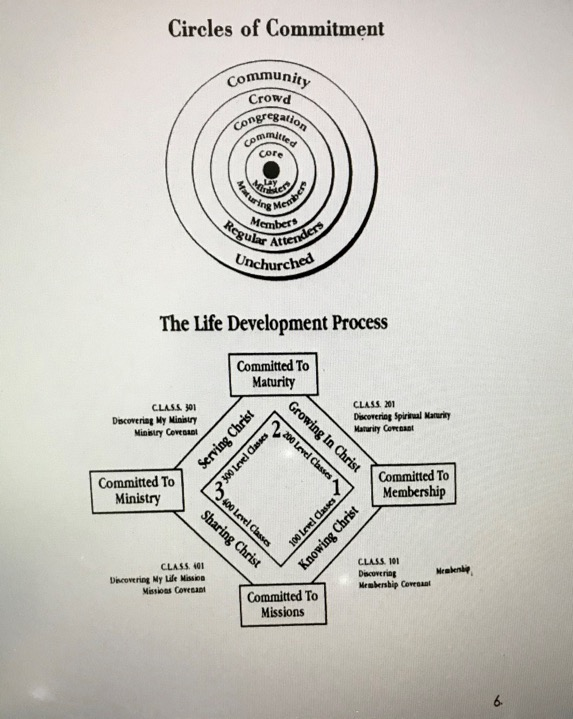 Circles of Commitment
Community
Crowd
Congregation
Committed
Core
Lay
Ministers
Maturing Members
Members
Regular Attenders
Unchurched
The Life Development Process
Committed To
Maturity
C.L.A.S.S. 301
Discovering My Ministry
Ministry Covenant
C.L.A.S.S. 201
Discovering Spiritual Maturity
Maturity Covenant
Serving Christ
Growing In Christ
2
300 Level Classes
200 Level Classes
Committed To
Ministry
3
1
Committed To
Membership
400 Level Classes
100 Level Classes
Sharing Christ
Knowing Christ
C.L.A.S.S. 401
Discovering My Life Mission
Missions Covenant
C.L.A.S.S. 101
Discovering Membership,
Membership Covenant
Committed To
Missions
6.